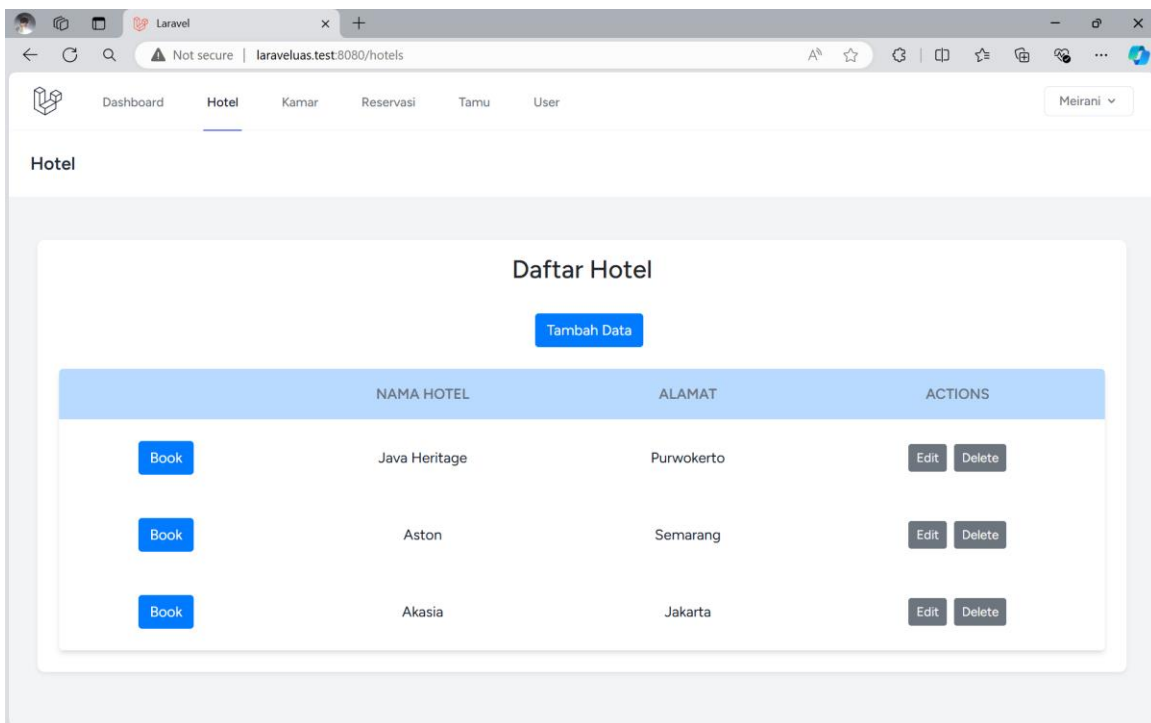 Laravel
Not secure | laraveluas.test:8080/hotels
Dashboard Hotel Kamar Reservasi Tamu User Meirani
Hotel
Daftar Hotel
Tambah Data
NAMA HOTEL ALAMAT ACTIONS
Book Java Heritage Purwokerto Edit Delete
Book Aston Semarang Edit Delete
Book Akasia Jakarta Edit Delete